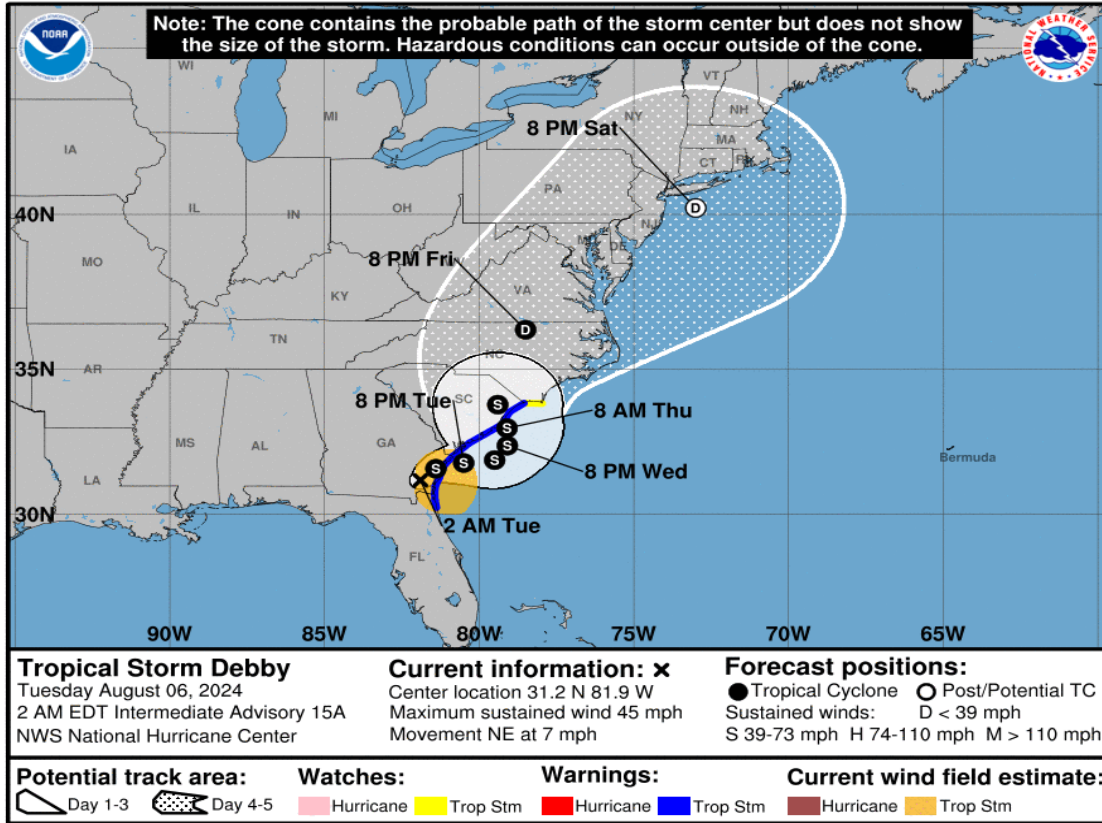 Note: The cone contains the probable path of the storm center but does not show
the size of the storm. Hazardous conditions can occur outside of the cone.
NOAA
NATIONAL WEATHER SERVICE
WI
MI
NY
VT
NH
MA
CT
RI
8 PM Sat
IA
PA
D
40N
IL
IN
OH
NJ
MD
DE
MO
8 PM Fri
VA
KY
D
TN
NC
35N
AR
8 PM Tue
SC
S
8 AM Thu
S
MS
AL
GA
S
S
S
S
8 PM Wed
Bermuda
LA
30N
2 AM Tue
FL
90W
85W
80W
75W
70W
65W
Tropical Storm Debby
Tuesday August 06, 2024
2 AM EDT Intermediate Advisory 15A
NWS National Hurricane Center
Current information: x
Center location 31.2 N 81.9 W
Maximum sustained wind 45 mph
Movement NE at 7 mph
Forecast positions:
Tropical Cyclone Post/Potential TC
Sustained winds: D < 39 mph
S 39-73 mph H 74-110 mph M > 110 mph
Potential track area:
Day 1-3 Day 4-5
Watches:
Hurricane Trop Stm
Warnings:
Hurricane Trop Stm
Current wind field estimate:
Hurricane Trop Stm